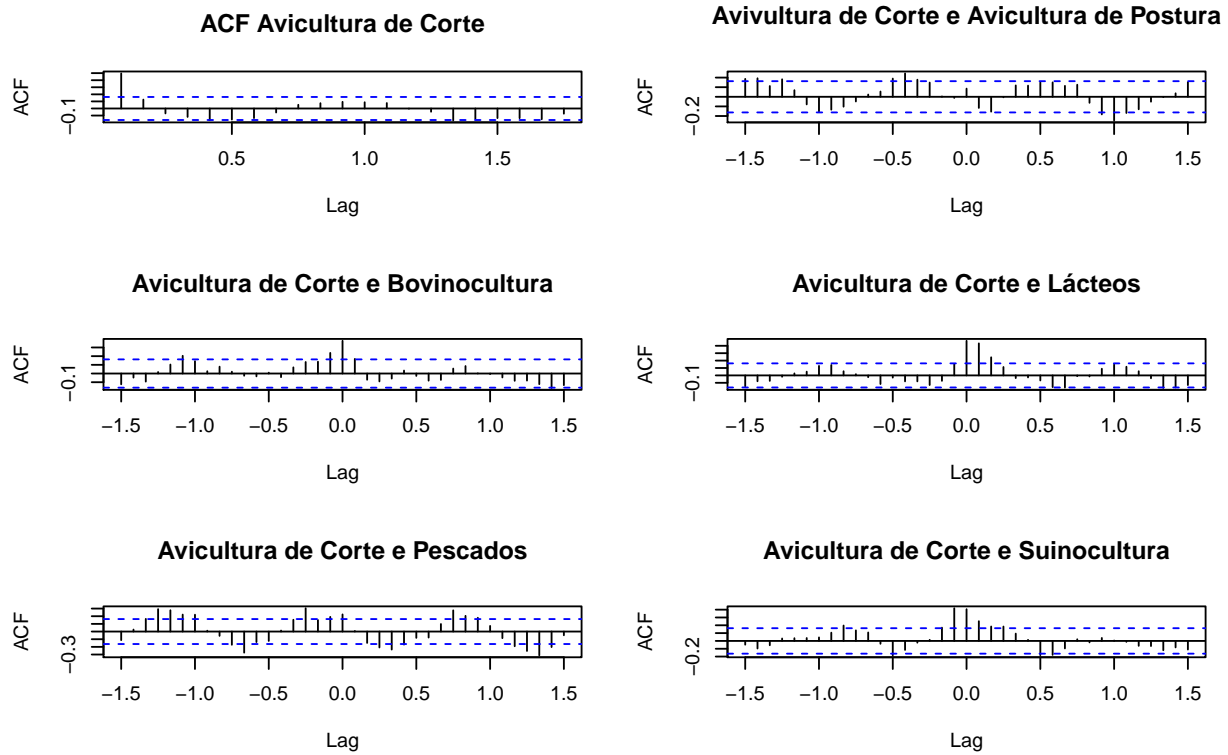 ACF Avicultura de Corte
ACF
−0.1
0.5 1.0 1.5
Lag
Avivultura de Corte e Avicultura de Postura
ACF
−0.2
−1.5 −1.0 −0.5 0.0 0.5 1.0 1.5
Lag
Avicultura de Corte e Bovinocultura
ACF
−0.1
−1.5 −1.0 −0.5 0.0 0.5 1.0 1.5
Lag
Avicultura de Corte e Lácteos
ACF
−0.1
−1.5 −1.0 −0.5 0.0 0.5 1.0 1.5
Lag
Avicultura de Corte e Pescados
ACF
−0.3
−1.5 −1.0 −0.5 0.0 0.5 1.0 1.5
Lag
Avicultura de Corte e Suinocultura
ACF
−0.2
−1.5 −1.0 −0.5 0.0 0.5 1.0 1.5
Lag